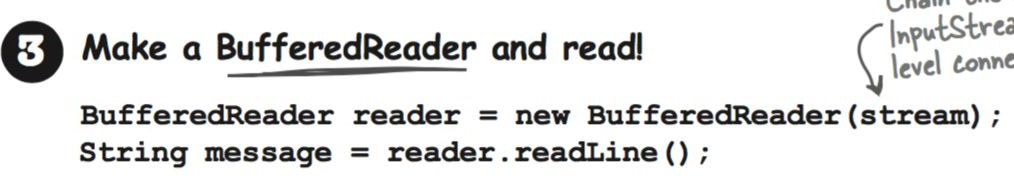 3 Make a BufferedReader and read!
InputStrea
level conne
BufferedReader reader = new BufferedReader(stream);
String message = reader.readLine();